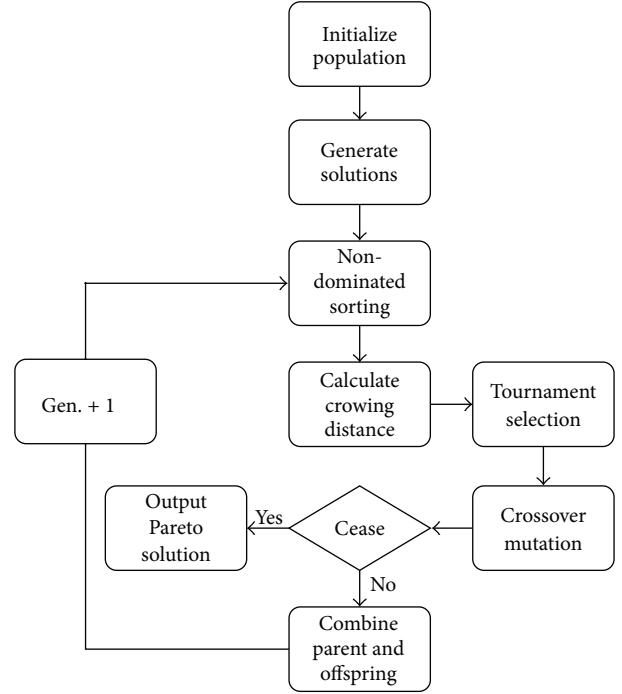 Initialize
population
Generate
solutions
Non-
dominated
sorting
Calculate
crowing
distance
Tournament
selection
Gen. + 1
Output
Pareto
solution
Yes
Cease
Crossover
mutation
No
Combine
parent and
offspring